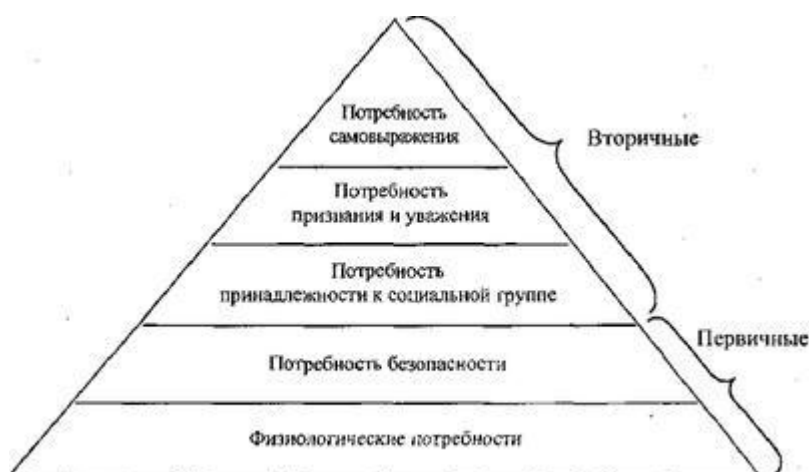 Потребность
самовыражения
Вторичные
Потребность
признания и уважения
Потребность
принадлежности к социальной группе
Первичные
Потребность безопасности
Физиологические потребности